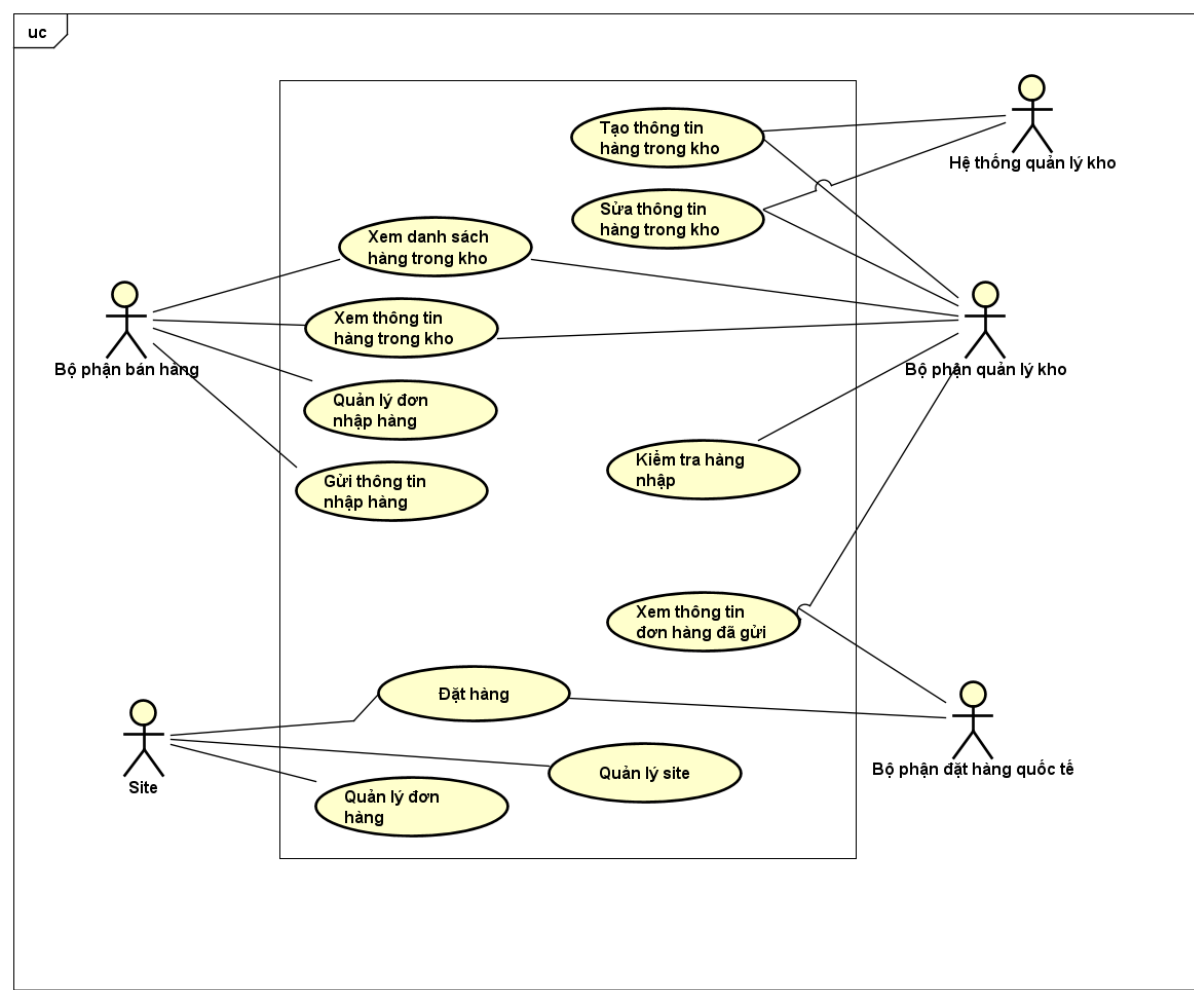 uc
Tạo thông tin
hàng trong kho
Hệ thống quản lý kho
Sửa thông tin
hàng trong kho
Xem danh sách
hàng trong kho
Xem thông tin
hàng trong kho
Bộ phận bán hàng
Bộ phận quản lý kho
Quản lý đơn
nhập hàng
Kiểm tra hàng
nhập
Gửi thông tin
nhập hàng
Xem thông tin
đơn hàng đã gửi
Đặt hàng
Bộ phận đặt hàng quốc tế
Quản lý site
Site
Quản lý đơn
hàng